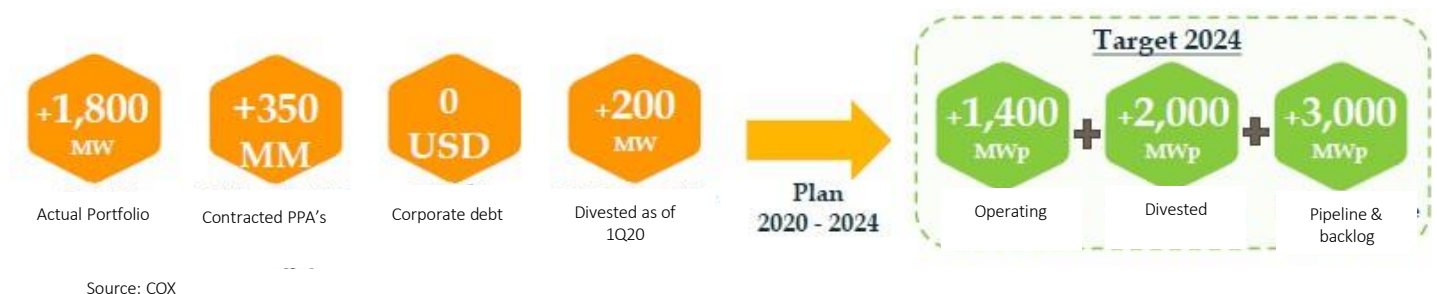 Target 2024
+1,800
MW
+350
MM
0
USD
+200
MW
+1,400
MWp
+2,000
MWp
+3,000
MWp
Actual Portfolio
Contracted PPA's
Corporate debt
Divested as of
1Q20
Plan
2020 - 2024
Operating
Divested
Pipeline &
backlog
Source: COX